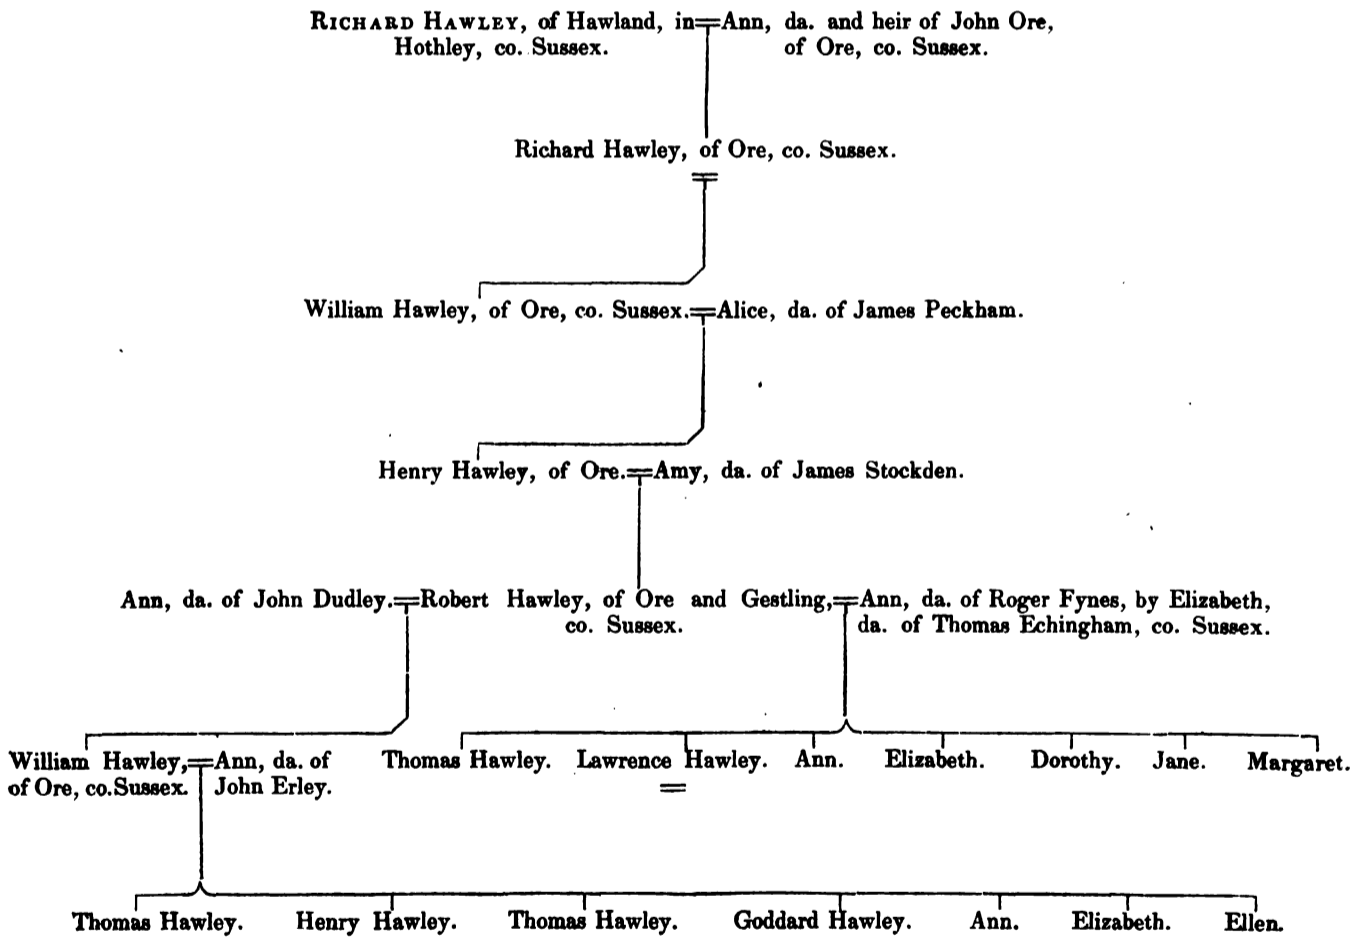 RICHARD HAWLEY, of Hawland, in=Ann, da. and heir of John Ore,
Hothley, co. Sussex. of Ore, co. Sussex.
Richard Hawley, of Ore, co. Sussex.
=
William Hawley, of Ore, co. Sussex.=Alice, da. of James Peckham.
Henry Hawley, of Ore.=Amy, da. of James Stockden.
Ann, da. of John Dudley.=Robert Hawley, of Ore and Gestling,=Ann, da. of Roger Fynes, by Elizabeth,
co. Sussex. da. of Thomas Echingham, co. Sussex.
William Hawley,=Ann, da. of Thomas Hawley. Lawrence Hawley. Ann. Elizabeth. Dorothy. Jane. Margaret.
of Ore, co. Sussex. John Erley. =
Thomas Hawley. Henry Hawley. Thomas Hawley. Goddard Hawley. Ann. Elizabeth. Ellen.